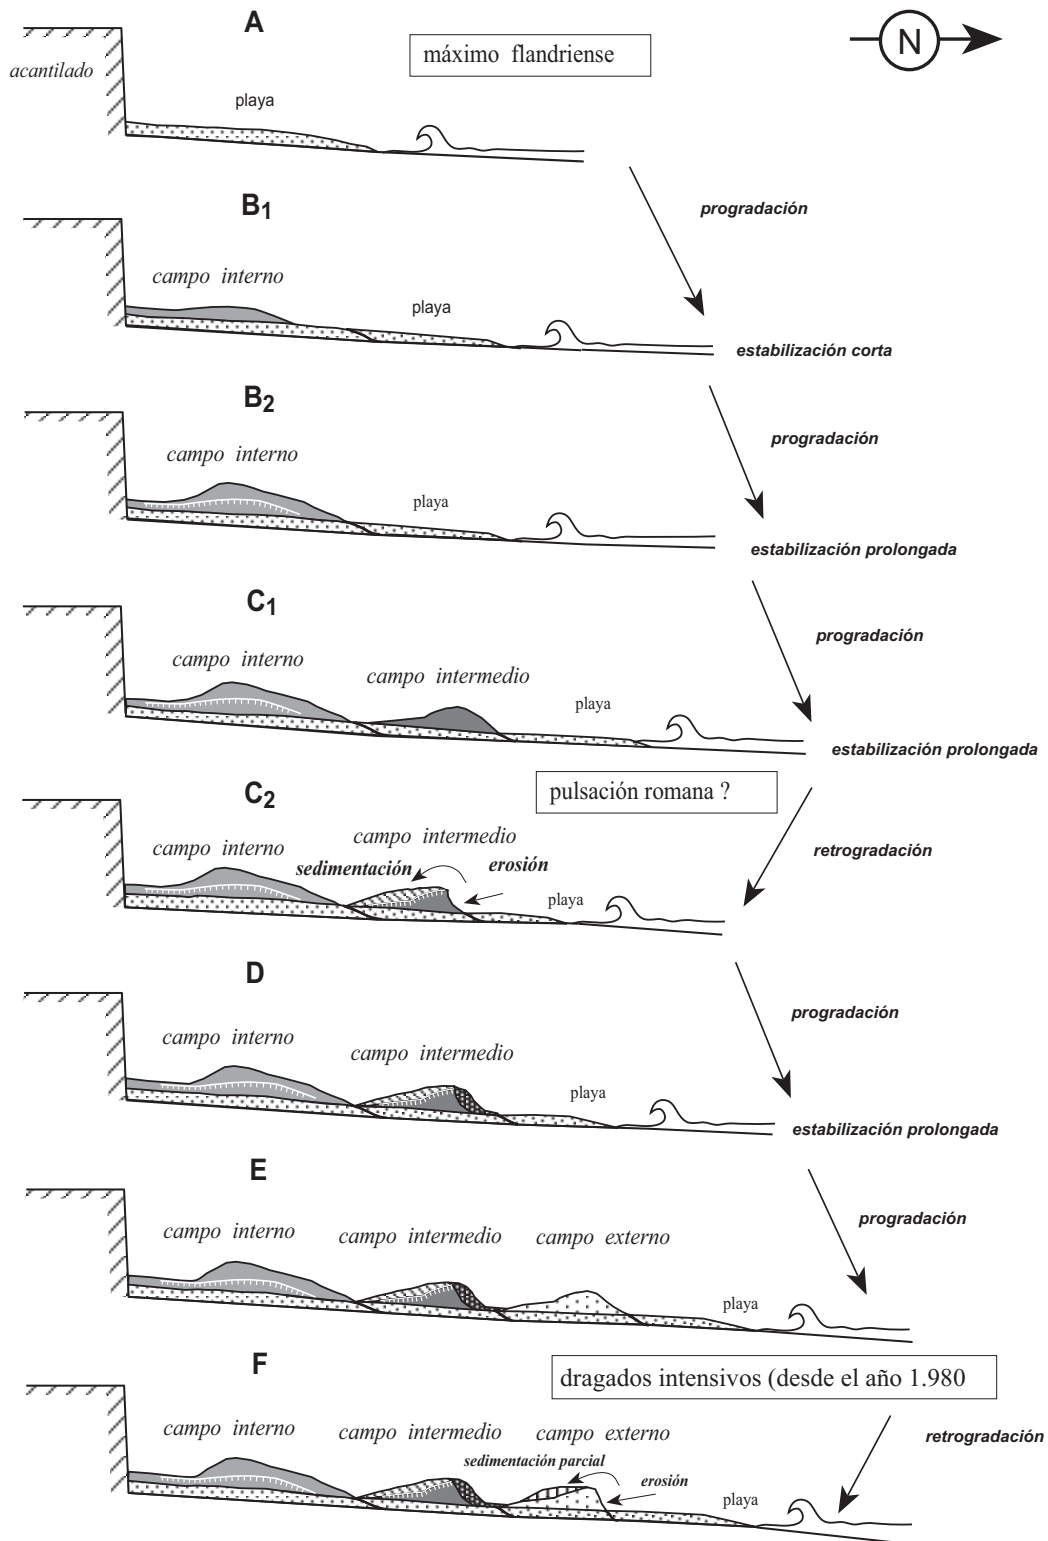 A
máximo flandriense
N
acantilado
playa
progradación
B1
campo interno
playa
estabilización corta
B2
campo interno
playa
progradación
estabilización prolongada
C1
campo interno
campo intermedio
playa
progradación
estabilización prolongada
C2
pulsación romana ?
campo interno
campo intermedio
sedimentación
erosión
playa
retrogradación
D
campo interno
campo intermedio
playa
progradación
estabilización prolongada
E
campo interno
campo intermedio
campo externo
playa
progradación
F
dragados intensivos (desde el año 1.980
campo interno
campo intermedio
campo externo
sedimentación parcial
erosión
playa
retrogradación